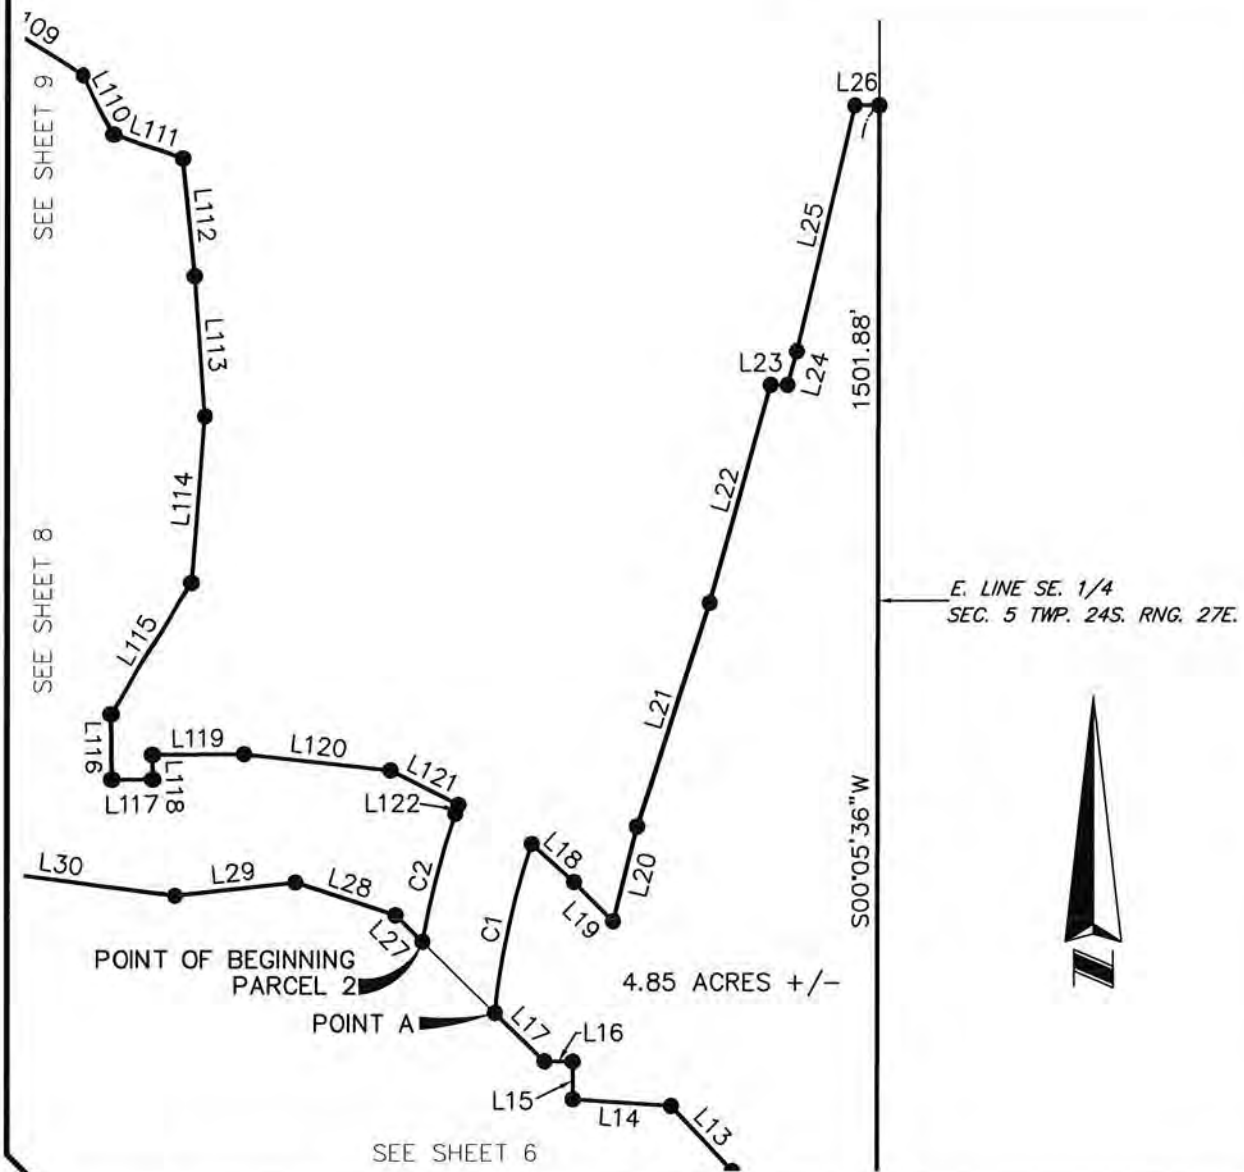 109
L110
L111
L26
SEE SHEET 9
L112
L25
L113
1501.88'
L23
L24
L114
L22
SEE SHEET 8
E. LINE SE. 1/4
SEC. 5 TWP. 24S. RNG. 27E.
L115
L21
L116
L119
L120
L121
L117
L118
L122
S00°05'36"W
L30
L29
L28
C2
L18
L20
L19
L27
C1
POINT OF BEGINNING
PARCEL 2
4.85 ACRES +/-
POINT A
L17
L16
L15
L14
L13
SEE SHEET 6